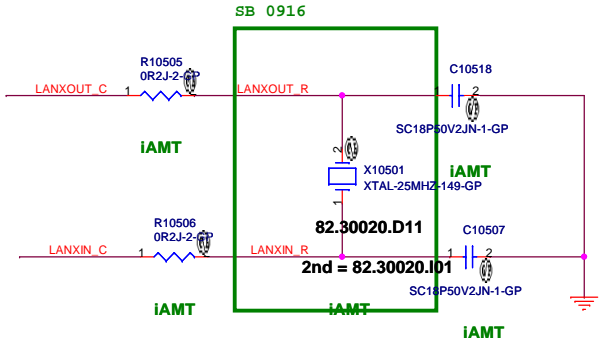 SB 0916
R10505
0R2J-2-GP
LANXOUT_C
1
2
LANXOUT_R
C10518
1
2
SC18P50V2JN-1-GP
iAMT
2
X10501
XTAL-25MHZ-149-GP
iAMT
1
82.30020.D11
R10506
0R2J-2-GP
LANXIN_C
1
2
LANXIN_R
C10507
1
2
2nd = 82.30020.I01
SC18P50V2JN-1-GP
iAMT
iAMT
iAMT